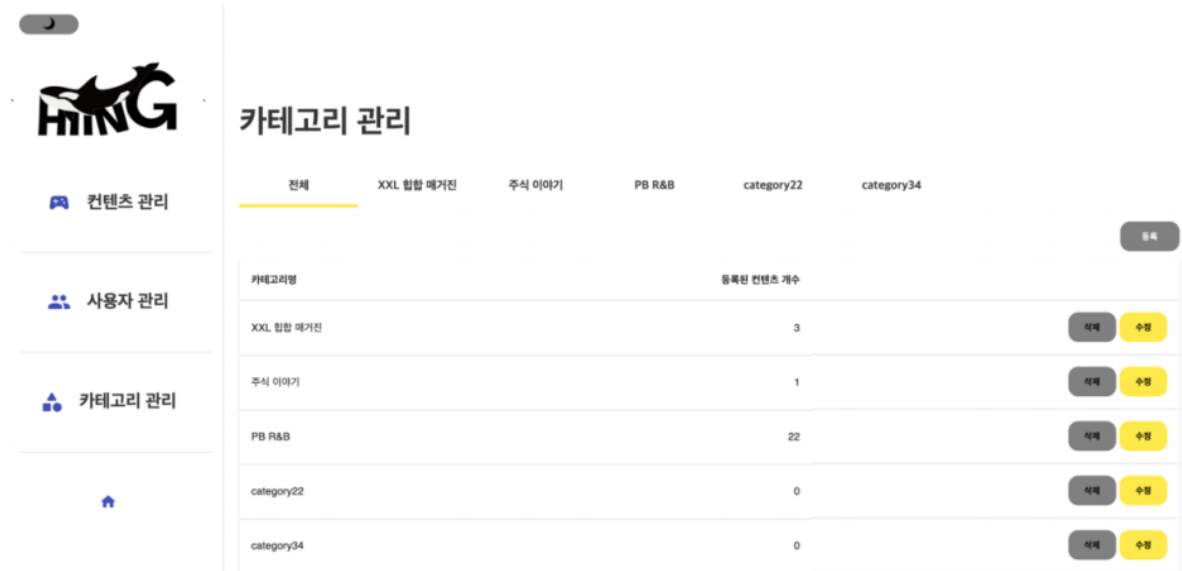 HTING
카테고리 관리
전체 XXL 힙합 매거진 주식 이야기 PB R&B category22 category34
컨텐츠 관리
등록
카테고리명 등록된 컨텐츠 개수
사용자 관리
XXL 힙합 매거진 3 삭제 수정
주식 이야기 1 삭제 수정
카테고리 관리
PB R&B 22 삭제 수정
category22 0 삭제 수정
category34 0 삭제 수정